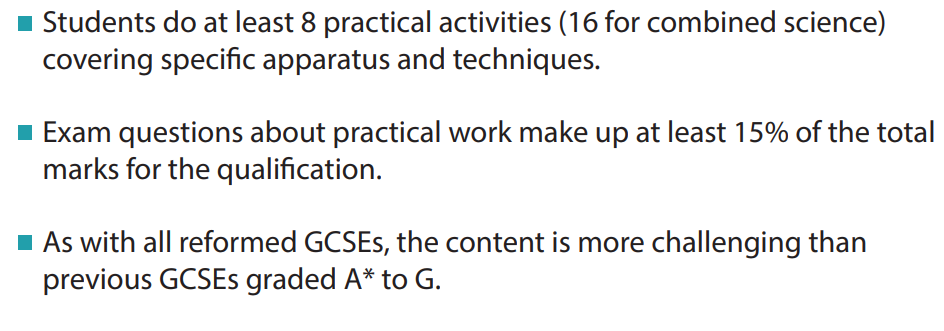 Students do at least 8 practical activities (16 for combined science)
covering specific apparatus and techniques.
Exam questions about practical work make up at least 15% of the total
marks for the qualification.
As with all reformed GCSEs, the content is more challenging than
previous GCSEs graded A* to G.